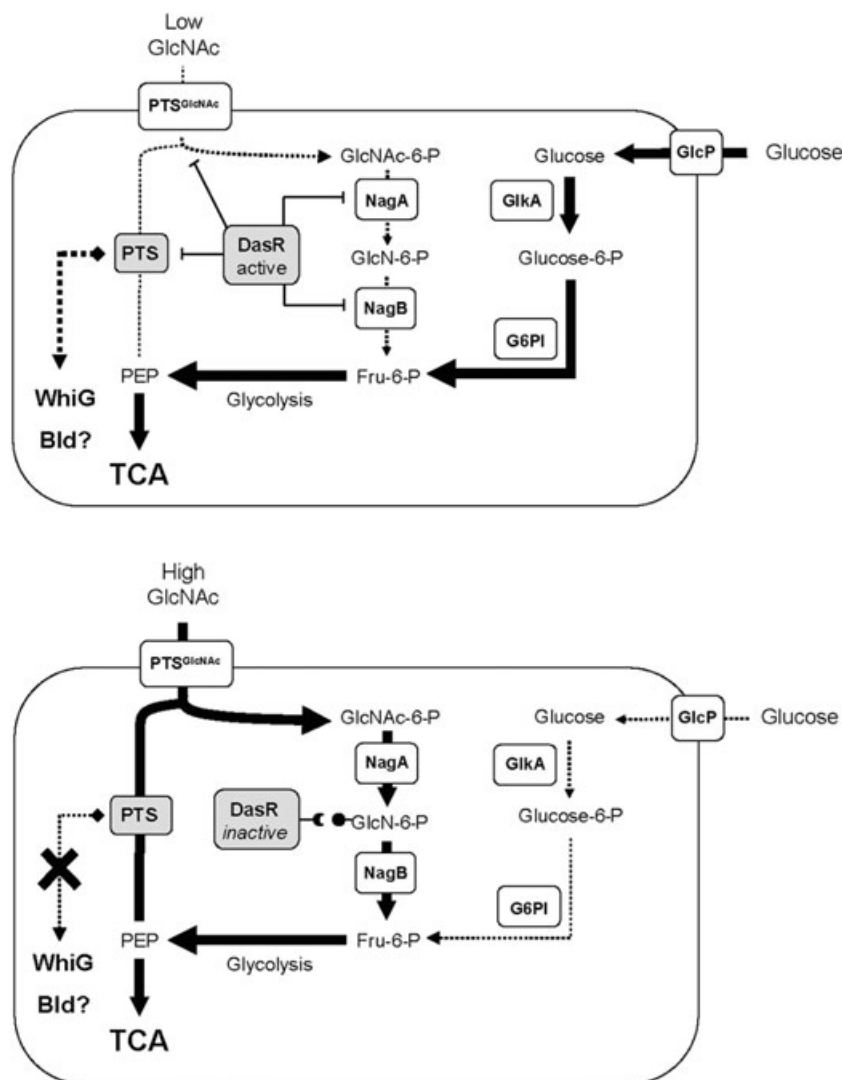 Low
GlcNAc
PTSGlcNAc
GlcNAc-6-P
Glucose
GlcP
Glucose
NagA
GlkA
PTS
DasR
active
GlcN-6-P
Glucose-6-P
NagB
G6PI
PEP
Glycolysis
Fru-6-P
WhiG
Bld?
TCA
High
GlcNAc
PTSGlcNAc
GlcNAc-6-P
Glucose
GlcP
Glucose
NagA
GlkA
PTS
DasR
inactive
GlcN-6-P
Glucose-6-P
NagB
G6PI
PEP
Glycolysis
Fru-6-P
WhiG
Bld?
TCA